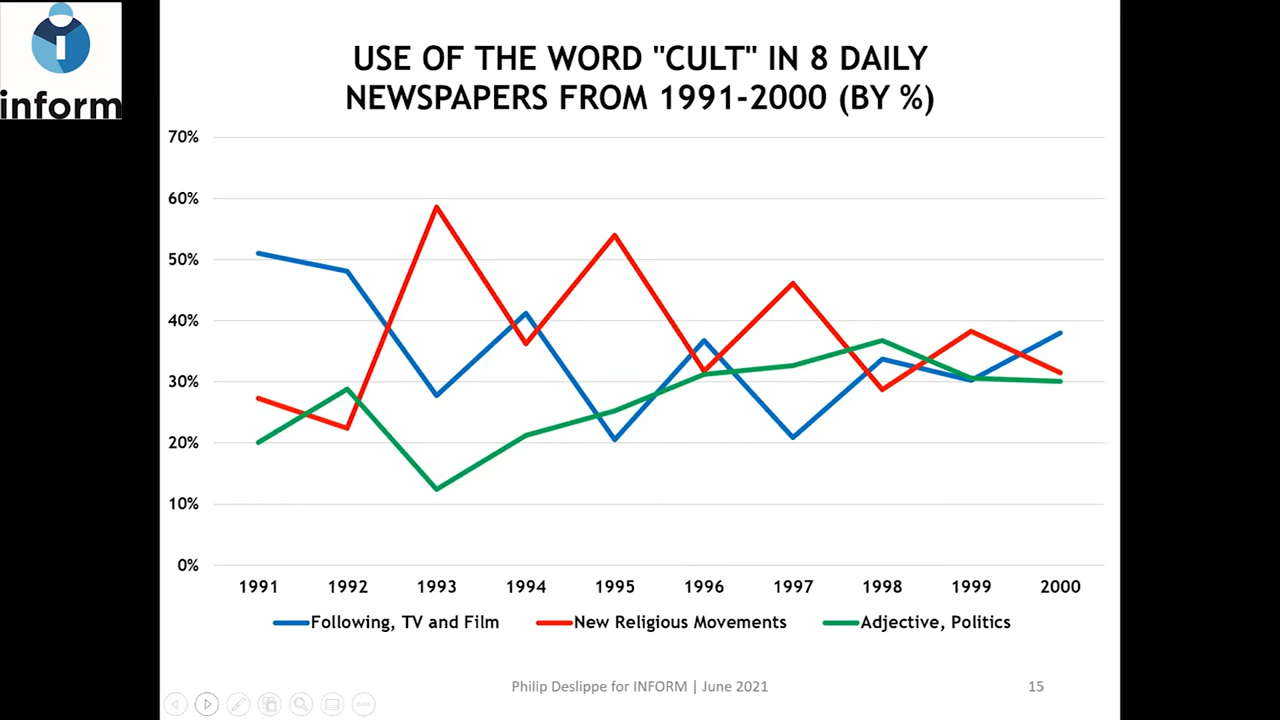 inform
USE OF THE WORD "CULT" IN 8 DAILY
NEWSPAPERS FROM 1991-2000 (BY %)
70%
60%
50%
40%
30%
20%
10%
0%
1991 1992 1993 1994 1995 1996 1997 1998 1999 2000
Following, TV and Film New Religious Movements Adjective, Politics
Philip Deslippe for INFORM | June 2021 15